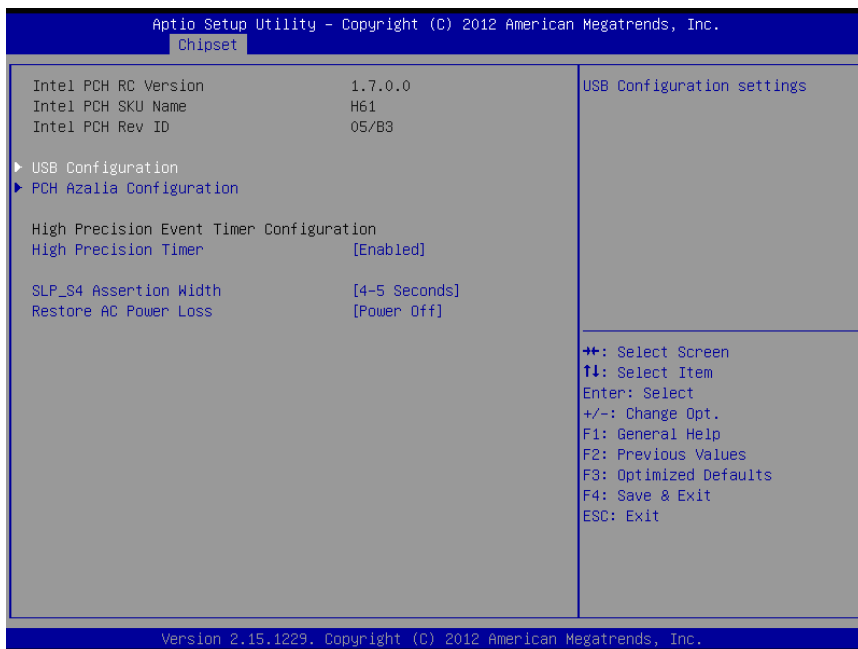 Aptio Setup Utility – Copyright (C) 2012 American Megatrends, Inc.
Chipset
Intel PCH RC Version 1.7.0.0
Intel PCH SKU Name H61
Intel PCH Rev ID 05/B3
USB Configuration
PCH Azalia Configuration
High Precision Event Timer Configuration
High Precision Timer [Enabled]
SLP_S4 Assertion Width [4-5 Seconds]
Restore AC Power Loss [Power Off]
USB Configuration settings
→←: Select Screen
↑↓: Select Item
Enter: Select
+/-: Change Opt.
F1: General Help
F2: Previous Values
F3: Optimized Defaults
F4: Save & Exit
ESC: Exit
Version 2.15.1229. Copyright (C) 2012 American Megatrends, Inc.